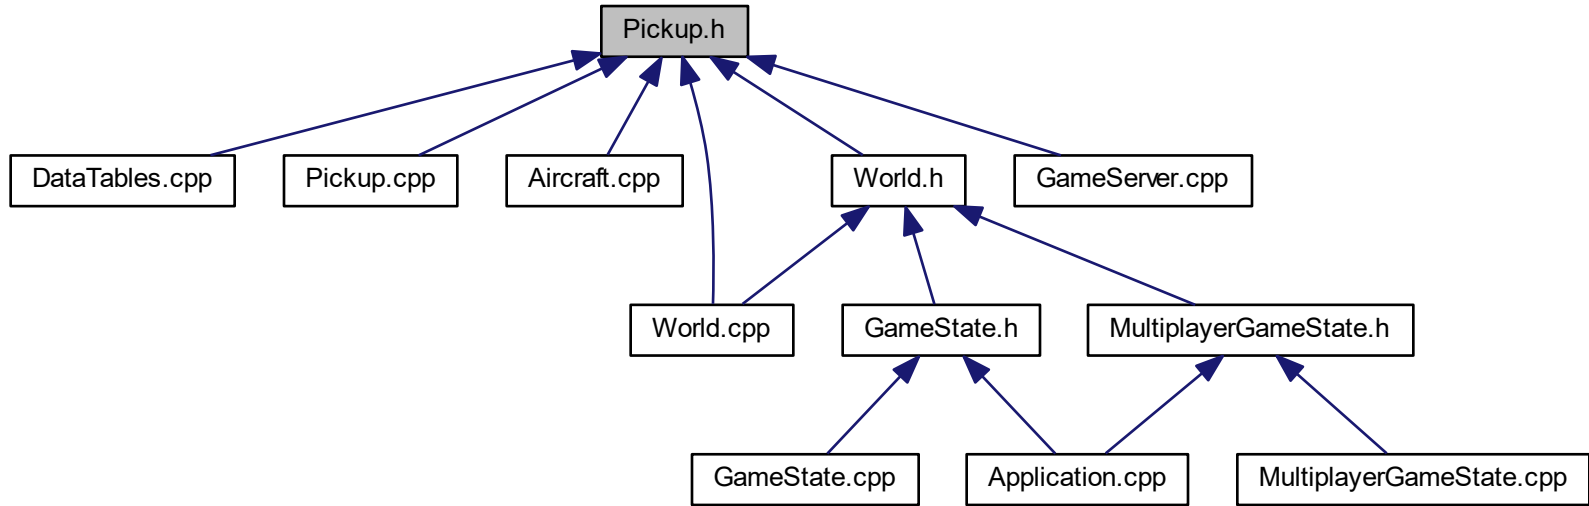 Pickup.h
DataTables.cpp
Pickup.cpp
Aircraft.cpp
World.h
GameServer.cpp
World.cpp
GameState.h
MultiplayerGameState.h
GameState.cpp
Application.cpp
MultiplayerGameState.cpp